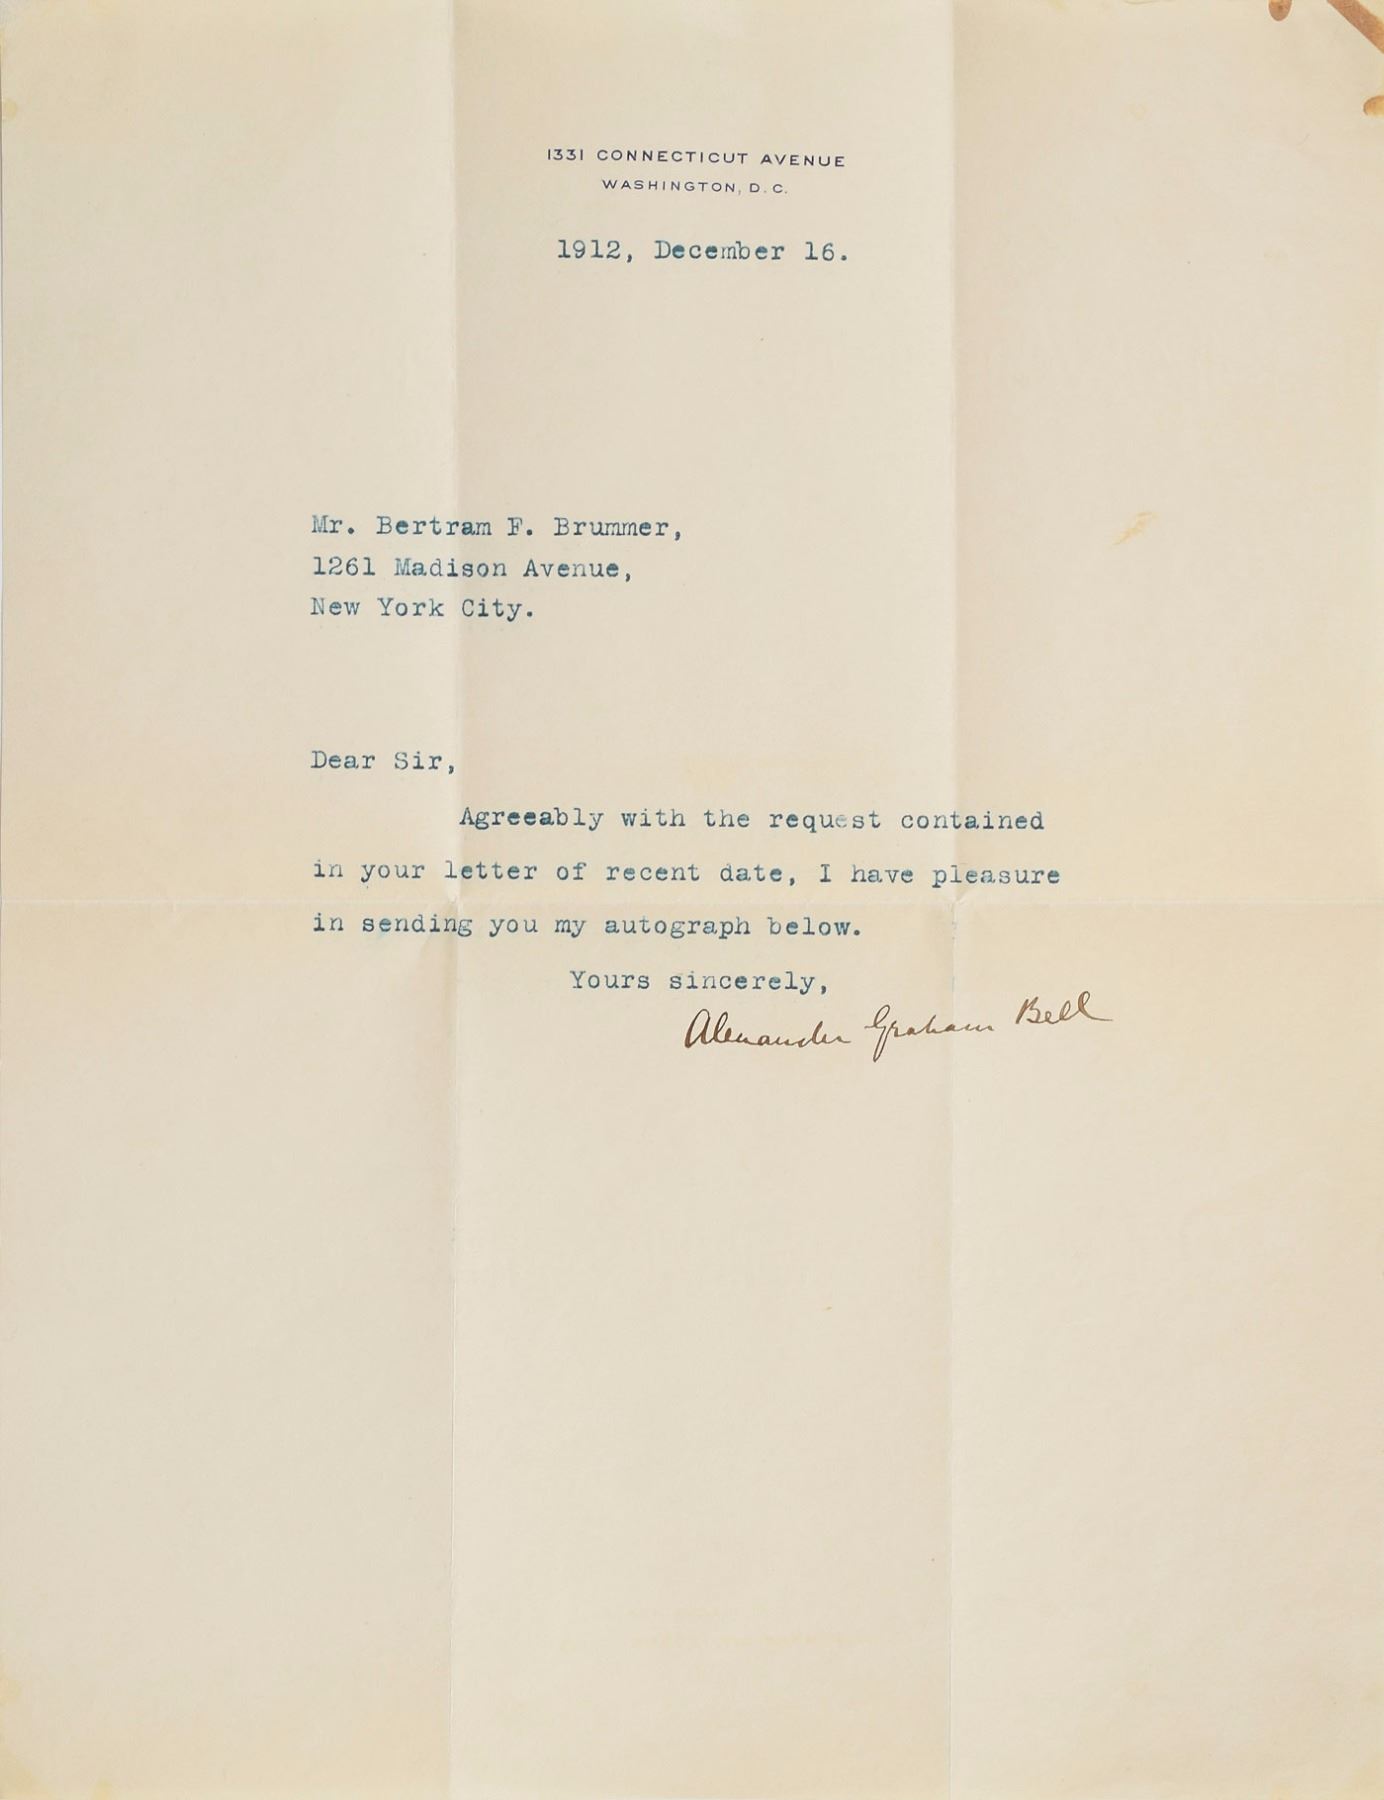 1331 CONNECTICUT AVENUE
WASHINGTON, D. C.
1912, December 16.
Mr. Bertram F. Brummer,
1261 Madison Avenue,
New York City.
Dear Sir,
Agreeably with the request contained
in your letter of recent date, I have pleasure
in sending you my autograph below.
Yours sincerely,
Alexander Graham Bell